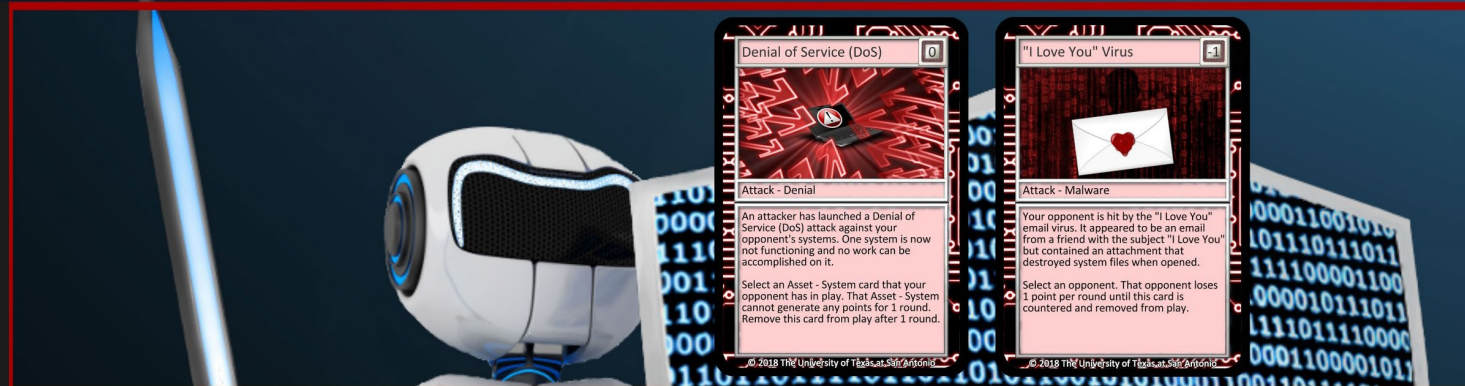 Denial of Service (DoS)
0
Attack - Denial
An attacker has launched a Denial of
Service (DoS) attack against your
opponent's systems. One system is now
not functioning and no work can be
accomplished on it.
Select an Asset - System card that your
opponent has in play. That Asset - System
cannot generate any points for 1 round.
Remove this card from play after 1 round.
© 2018 The University of Texas at San Antonio
"I Love You" Virus
-1
Attack - Malware
Your opponent is hit by the "I Love You"
email virus. It appeared to be an email
from a friend with the subject "I Love You"
but contained an attachment that
destroyed system files when opened.
Select an opponent. That opponent loses
1 point per round until this card is
countered and removed from play.
© 2018 The University of Texas at San Antonio